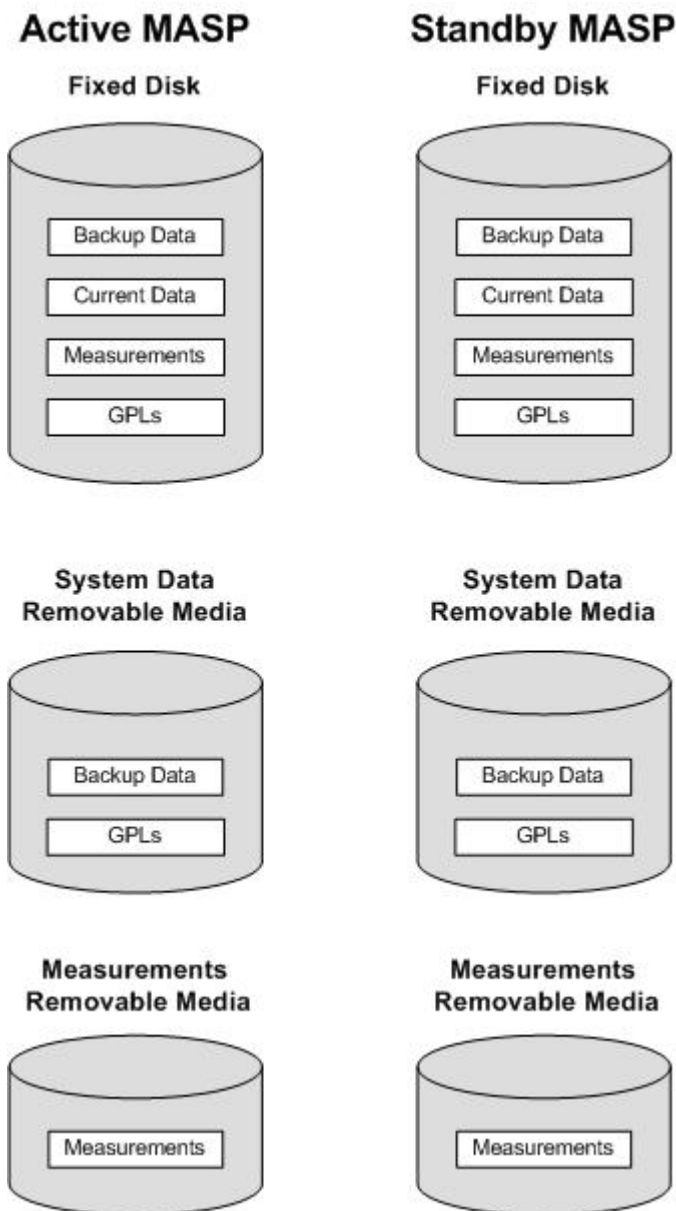 Active MASP
Standby MASP
Fixed Disk
Fixed Disk
Backup Data
Backup Data
Current Data
Current Data
Measurements
Measurements
GPLs
GPLs
System Data
Removable Media
System Data
Removable Media
Backup Data
Backup Data
GPLs
GPLs
Measurements
Removable Media
Measurements
Removable Media
Measurements
Measurements